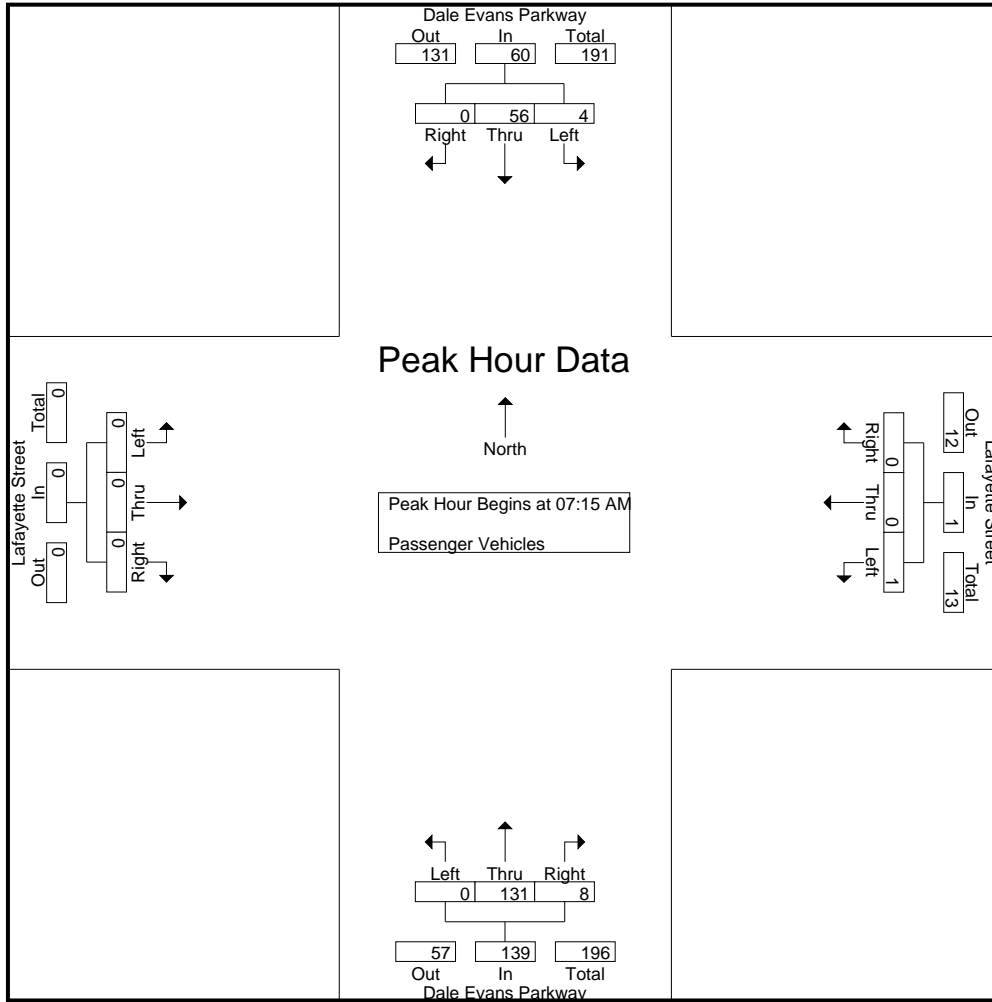 Dale Evans Parkway
Out In Total
131 60 191
0 56 4
Right Thru Left
Peak Hour Data
North
Peak Hour Begins at 07:15 AM
Passenger Vehicles
Lafayette Street
Total In Out
0 0 0
0 0 0
Left Thru Right
Right Thru Left
0 0 1
12 1 13
Out In Total
Lafayette Street
Left Thru Right
0 131 8
57 139 196
Out In Total
Dale Evans Parkway